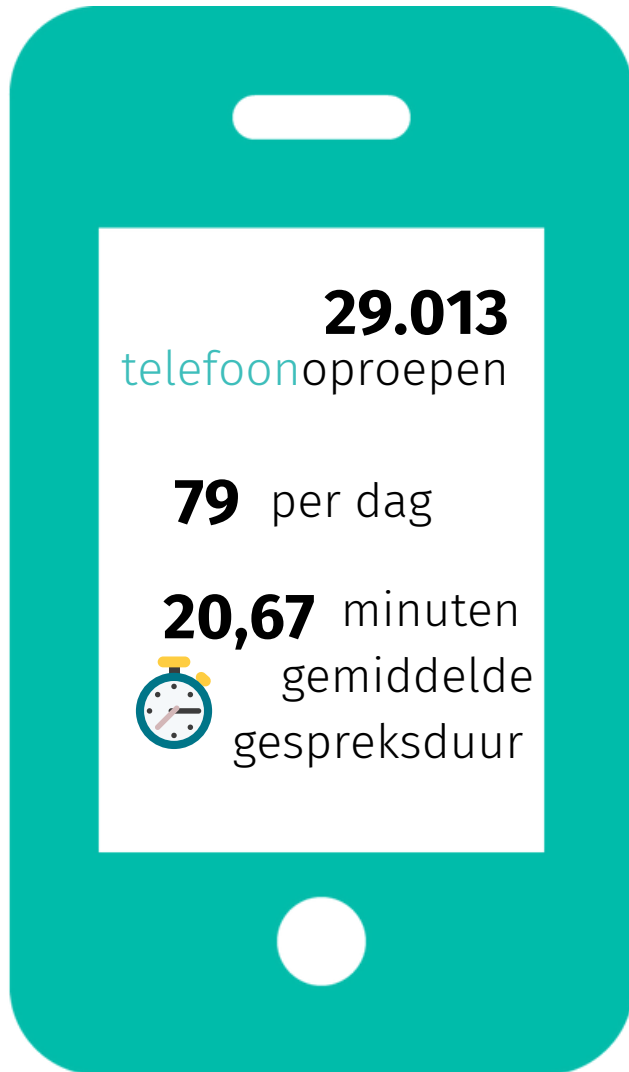 29.013
telefoonoproepen
79 per dag
20,67 minuten
gemiddelde
gespreksduur